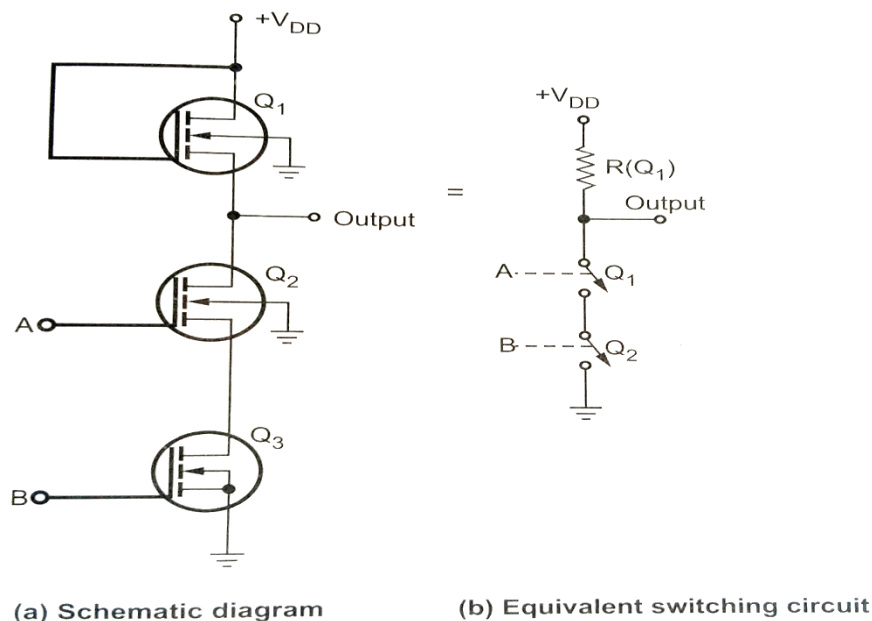 +VDD
Q1
Output
Q2
A
Q3
B
(a) Schematic diagram
=
+VDD
R(Q1)
Output
A
Q1
B
Q2
(b) Equivalent switching circuit